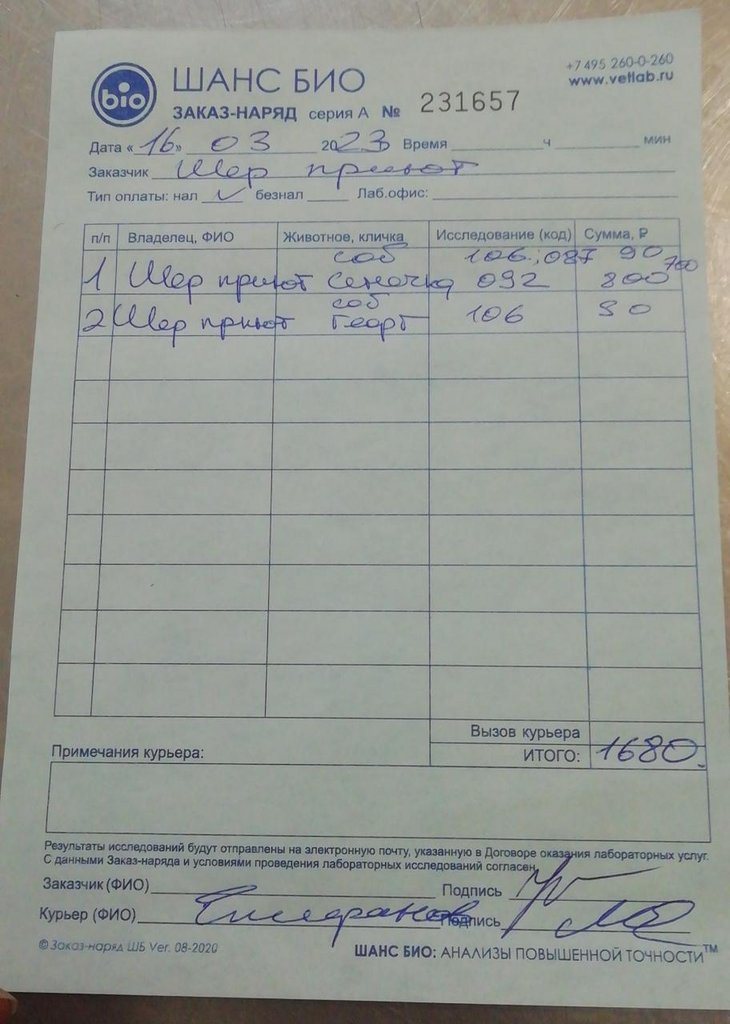 bio
ШАНС БИО
+7 495 260-0-260
www.vetlab.ru
ЗАКАЗ-НАРЯД серия А № 231657
Дата «16» 03 2023 Время ч мин
Заказчик Шер приют
Тип оплаты: нал ✓ безнал Лаб.офис:
п/п Владелец, ФИО Животное, кличка Исследование (код) Сумма, ₽
соб 106, 087 90 700
1 Шер приют Сеночка 092 800
соб
2 Шер приют Георг 106 90
Вызов курьера
Примечания курьера: ИТОГО: 1680
Результаты исследований будут отправлены на электронную почту, указанную в Договоре оказания лабораторных услуг.
С данными Заказ-наряда и условиями проведения лабораторных исследований согласен
Заказчик (ФИО) Подпись
Курьер (ФИО) Подпись
© Заказ-наряд ШБ Ver. 08-2020
ШАНС БИО: АНАЛИЗЫ ПОВЫШЕННОЙ ТОЧНОСТИ™